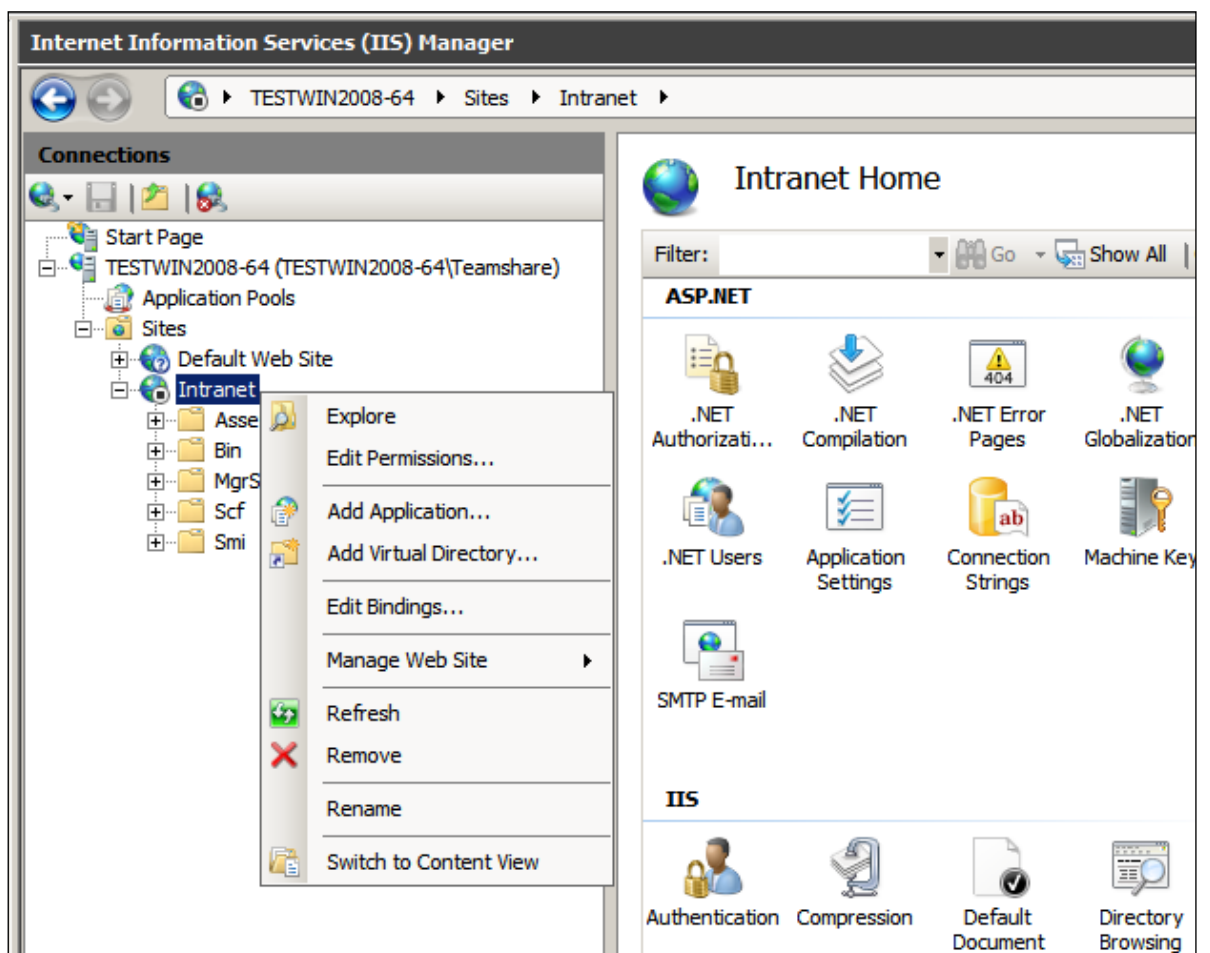 Internet Information Services (IIS) Manager
TESTWIN2008-64 Sites Intranet
Connections
Start Page
TESTWIN2008-64 (TESTWIN2008-64\Teamshare)
Application Pools
Sites
Default Web Site
Intranet
Asse
Bin
MgrS
Scf
Smi
Explore
Edit Permissions...
Add Application...
Add Virtual Directory...
Edit Bindings...
Manage Web Site
Refresh
Remove
Rename
Switch to Content View
Intranet Home
Filter: Go Show All
ASP.NET
.NET Authorizati...
.NET Compilation
.NET Error Pages
404
.NET Globalization
.NET Users
Application Settings
ab
Connection Strings
Machine Key
SMTP E-mail
IIS
Authentication
Compression
Default Document
Directory Browsing